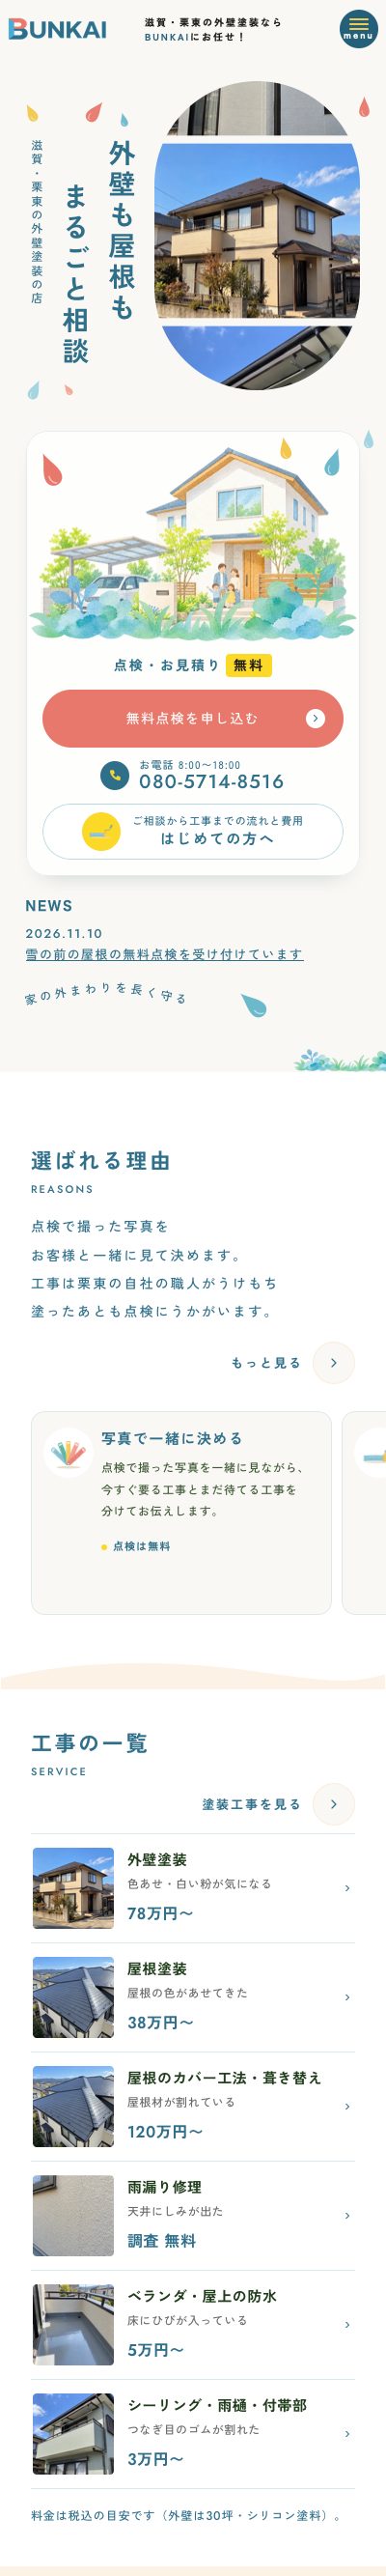 BUNKAI
滋賀・栗東の外壁塗装なら
BUNKAIにお任せ！
menu
外壁も屋根も
まるごと相談
滋賀・栗東の外壁塗装の店
点検・お見積り 無料
無料点検を申し込む
お電話 8:00〜18:00
080-5714-8516
ご相談から工事までの流れと費用
はじめての方へ
NEWS
2026.11.10
雪の前の屋根の無料点検を受け付けています
家の外まわりを長く守る
選ばれる理由
REASONS
点検で撮った写真を
お客様と一緒に見て決めます。
工事は栗東の自社の職人がうけもち
塗ったあとも点検にうかがいます。
もっと見る
写真で一緒に決める
点検で撮った写真を一緒に見ながら、
今すぐ要る工事とまだ待てる工事を
分けてお伝えします。
点検は無料
工事の一覧
SERVICE
塗装工事を見る
外壁塗装
色あせ・白い粉が気になる
78万円〜
屋根塗装
屋根の色があせてきた
38万円〜
屋根のカバー工法・葺き替え
屋根材が割れている
120万円〜
雨漏り修理
天井にしみが出た
調査 無料
ベランダ・屋上の防水
床にひびが入っている
5万円〜
シーリング・雨樋・付帯部
つなぎ目のゴムが割れた
3万円〜
料金は税込の目安です（外壁は30坪・シリコン塗料）。